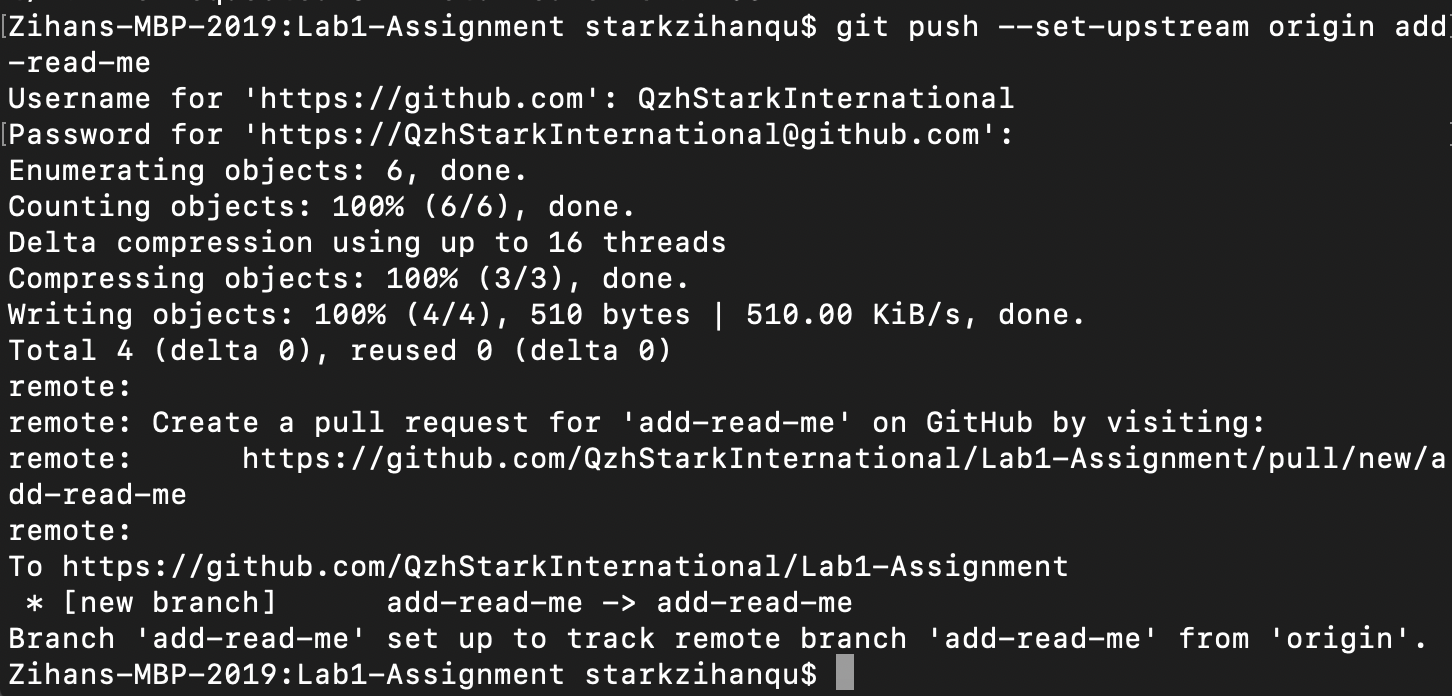 [Zihans-MBP-2019:Lab1-Assignment starkzihanqu$ git push --set-upstream origin add]
-read-me
Username for 'https://github.com': QzhStarkInternational
[Password for 'https://QzhStarkInternational@github.com':                        ]
Enumerating objects: 6, done.
Counting objects: 100% (6/6), done.
Delta compression using up to 16 threads
Compressing objects: 100% (3/3), done.
Writing objects: 100% (4/4), 510 bytes | 510.00 KiB/s, done.
Total 4 (delta 0), reused 0 (delta 0)
remote:
remote: Create a pull request for 'add-read-me' on GitHub by visiting:
remote:      https://github.com/QzhStarkInternational/Lab1-Assignment/pull/new/a
dd-read-me
remote:
To https://github.com/QzhStarkInternational/Lab1-Assignment
 * [new branch]      add-read-me -> add-read-me
Branch 'add-read-me' set up to track remote branch 'add-read-me' from 'origin'.
Zihans-MBP-2019:Lab1-Assignment starkzihanqu$